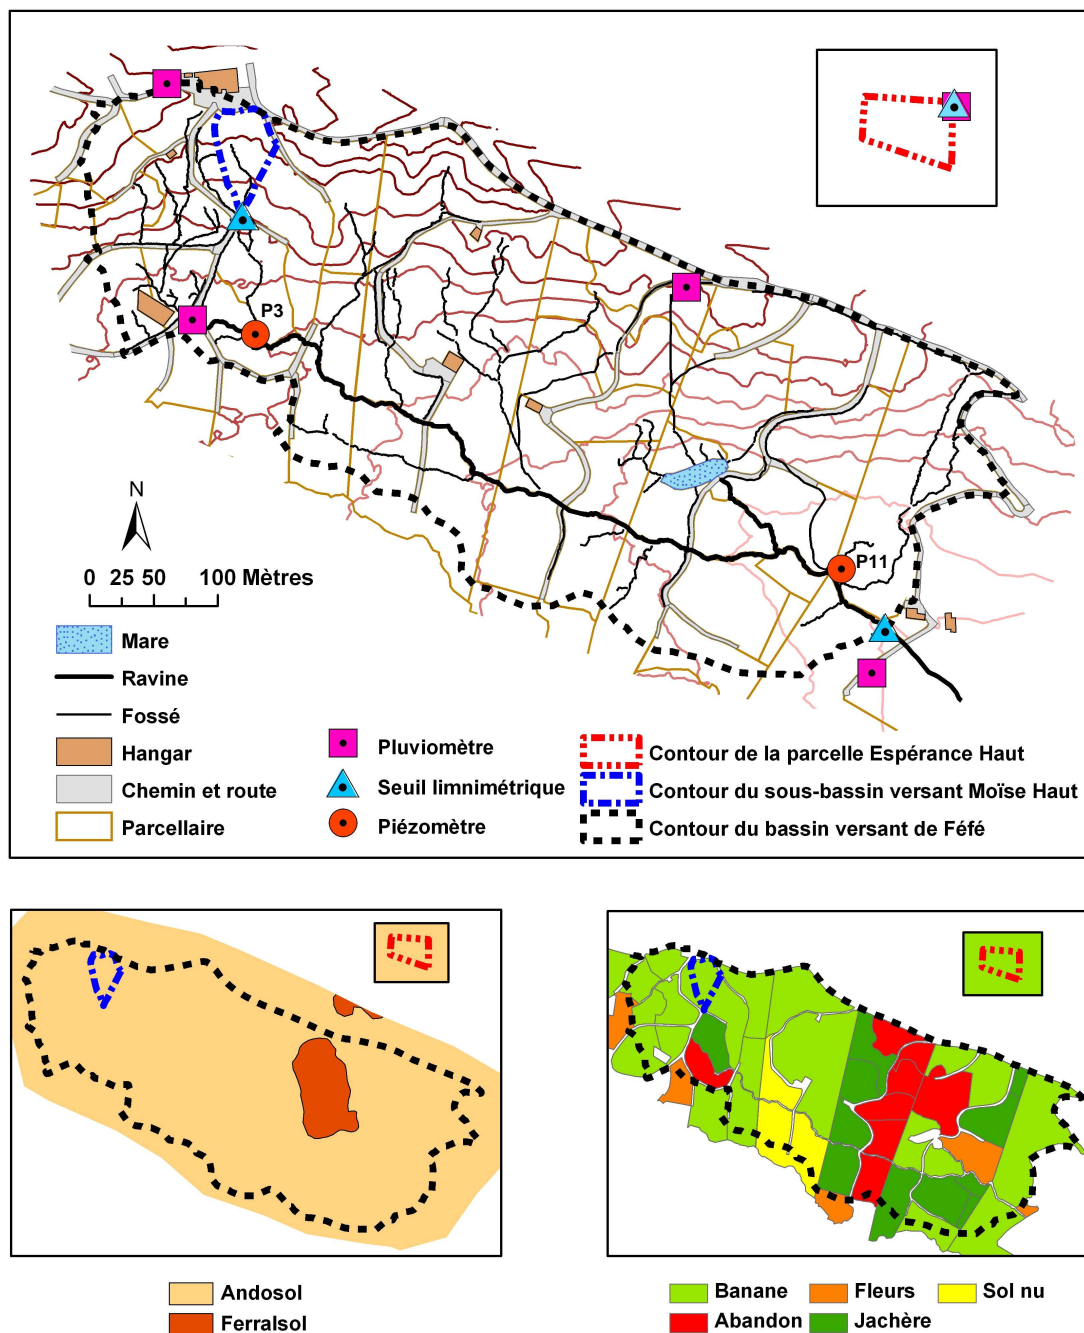 P3
P11
N
0 25 50 100 Mètres
Mare
Ravine
Fossé
Hangar
Chemin et route
Parcellaire
Pluviomètre
Seuil limnimétrique
Piézomètre
Contour de la parcelle Espérance Haut
Contour du sous-bassin versant Moïse Haut
Contour du bassin versant de Féfé
Andosol
Ferralsol
Banane
Fleurs
Sol nu
Abandon
Jachère